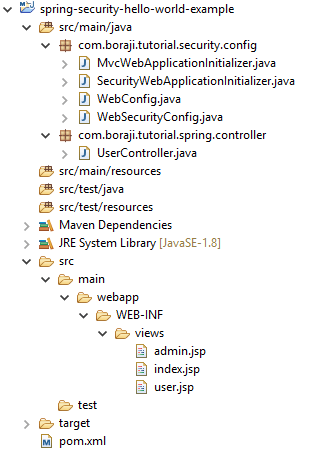 spring-security-hello-world-example
src/main/java
com.boraji.tutorial.security.config
MvcWebApplicationInitializer.java
SecurityWebApplicationInitializer.java
WebConfig.java
WebSecurityConfig.java
com.boraji.tutorial.spring.controller
UserController.java
src/main/resources
src/test/java
src/test/resources
Maven Dependencies
JRE System Library [JavaSE-1.8]
src
main
webapp
WEB-INF
views
admin.jsp
index.jsp
user.jsp
test
target
pom.xml